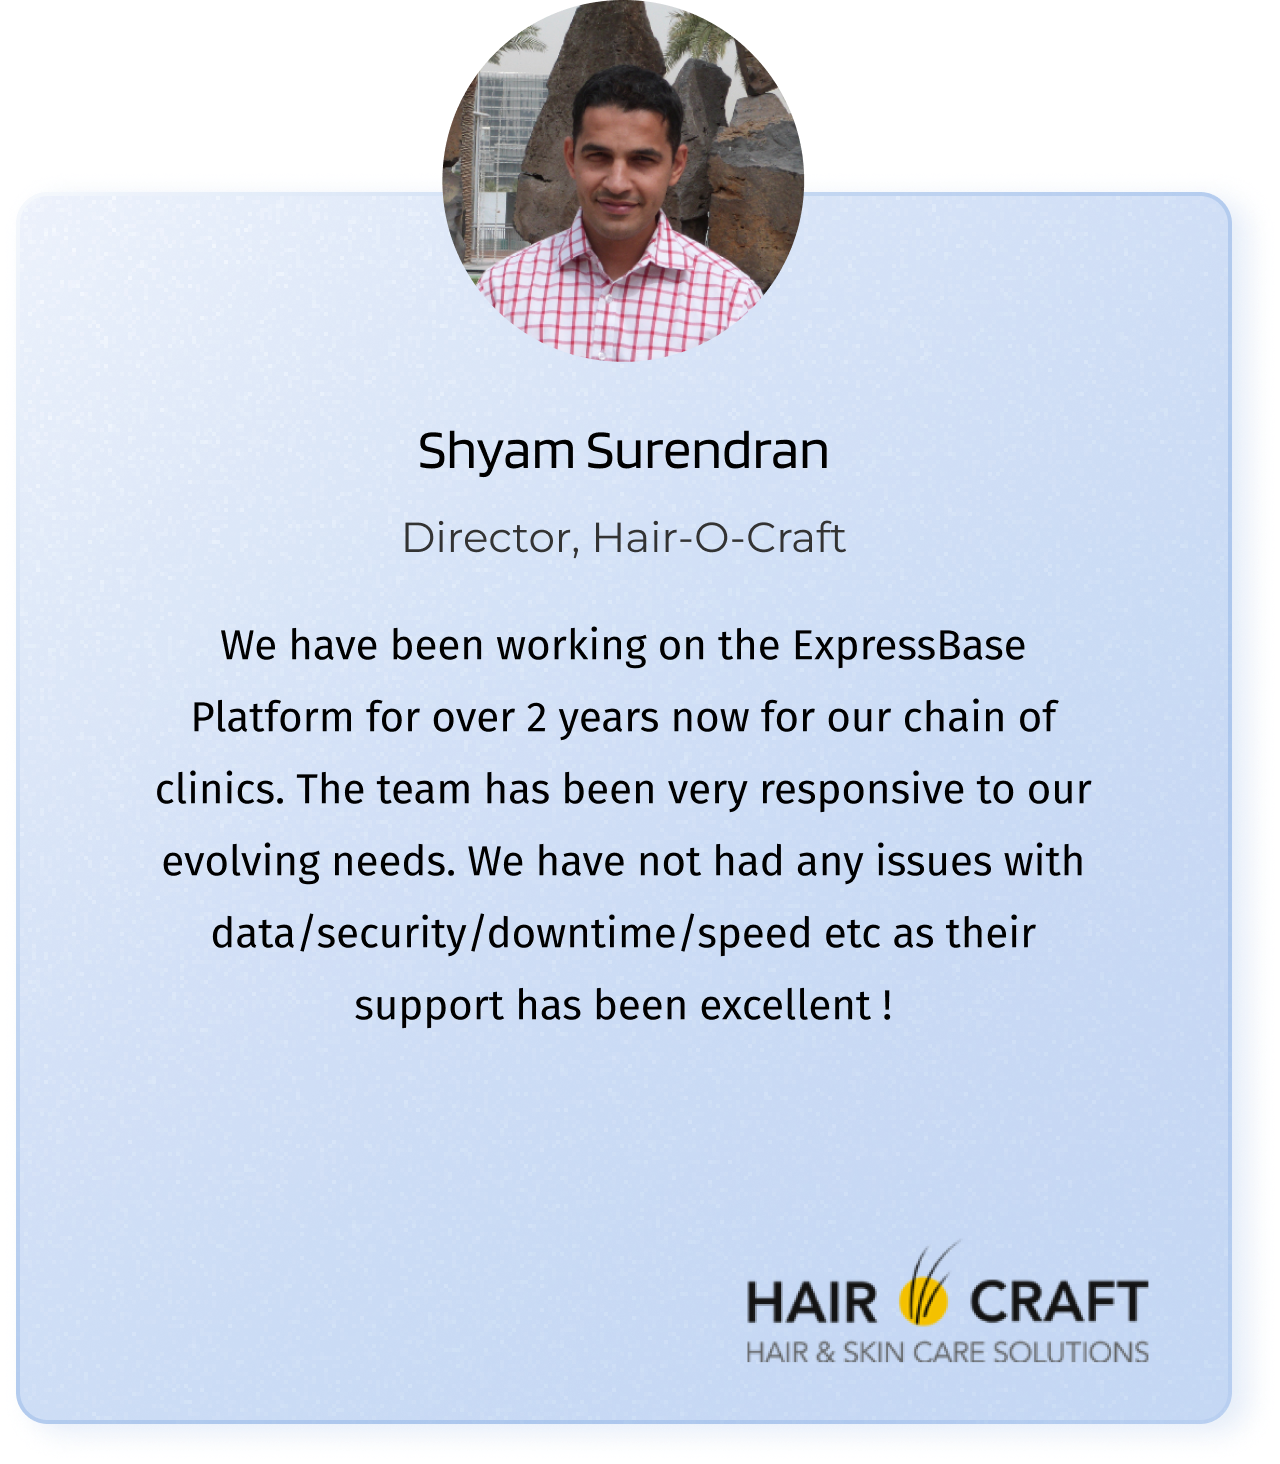 Shyam Surendran
Director, Hair-O-Craft
We have been working on the ExpressBase
Platform for over 2 years now for our chain of
clinics. The team has been very responsive to our
evolving needs. We have not had any issues with
data/security/downtime/speed etc as their
support has been excellent !
HAIR CRAFT
HAIR & SKIN CARE SOLUTIONS